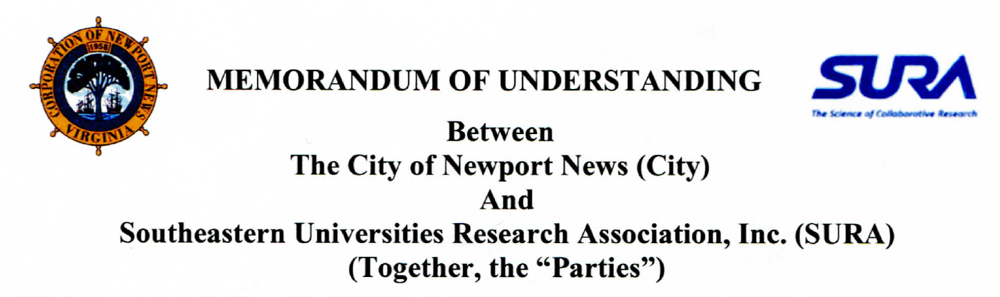 CORPORATION OF NEWPORT NEWS
1958
VIRGINIA
MEMORANDUM OF UNDERSTANDING
SURA
The Science of Collaborative Research
Between
The City of Newport News (City)
And
Southeastern Universities Research Association, Inc. (SURA)
(Together, the “Parties”)